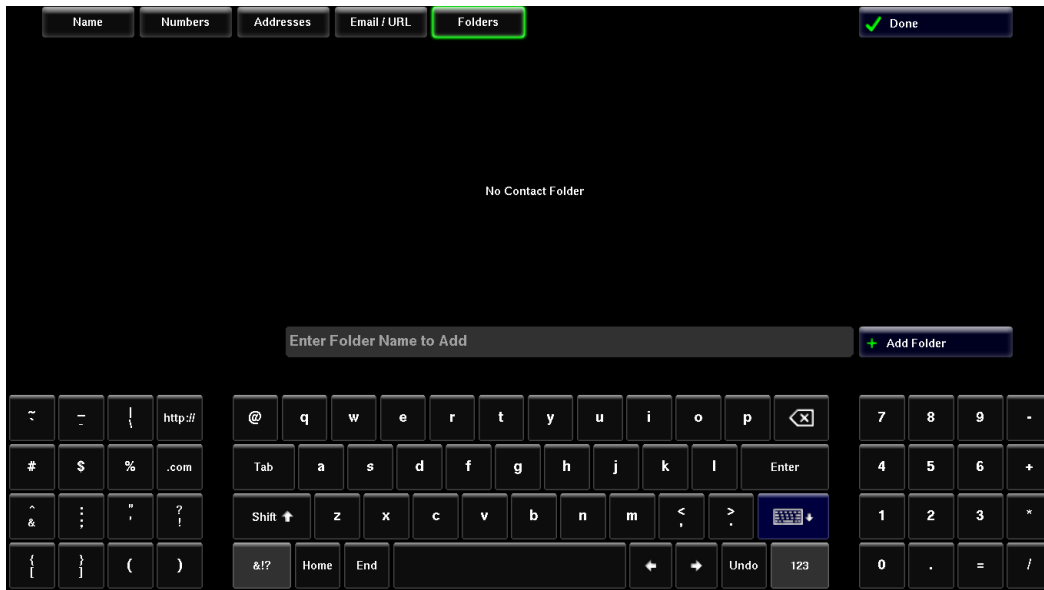 Name Numbers Addresses Email / URL Folders Done
No Contact Folder
Enter Folder Name to Add + Add Folder
~ _ | http:// @ q w e r t y u i o p 7 8 9 -
` - \
# $ % .com Tab a s d f g h j k l Enter 4 5 6 +
^ : " ? Shift z x c v b n m < > 1 2 3 *
& ; ' ! , .
{ } ( ) &!? Home End Undo 123 0 . = /
[ ]